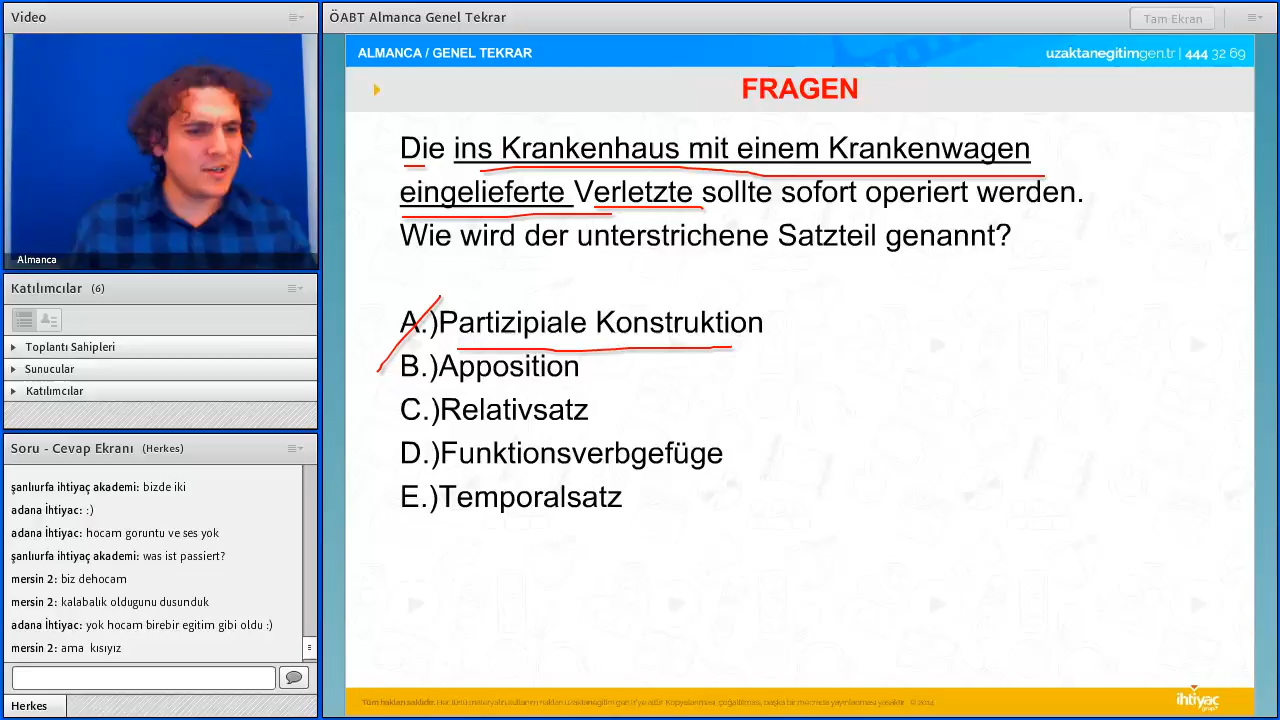 Video
ÖABT Almanca Genel Tekrar
Tam Ekran
Almanca
Katılımcılar (6)
Toplantı Sahipleri
Sunucular
Katılımcılar
Soru - Cevap Ekranı (Herkes)
şanlıurfa ihtiyaç akademi: bizde iki
adana İhtiyaç: :)
adana İhtiyaç: hocam goruntu ve ses yok
şanlıurfa ihtiyaç akademi: was ist passiert?
mersin 2: biz dehocam
mersin 2: kalabalık oldugunu dusunduk
adana İhtiyaç: yok hocam birebir egitim gibi oldu :)
mersin 2: ama kısıyız
Herkes
ALMANCA / GENEL TEKRAR
uzaktanegitimgen.tr | 444 32 69
FRAGEN
Die ins Krankenhaus mit einem Krankenwagen
eingelieferte Verletzte sollte sofort operiert werden.
Wie wird der unterstrichene Satzteil genannt?
A.)Partizipiale Konstruktion
B.)Apposition
C.)Relativsatz
D.)Funktionsverbgefüge
E.)Temporalsatz
Tüm hakları saklıdır.
© 2014
ihtiyaç